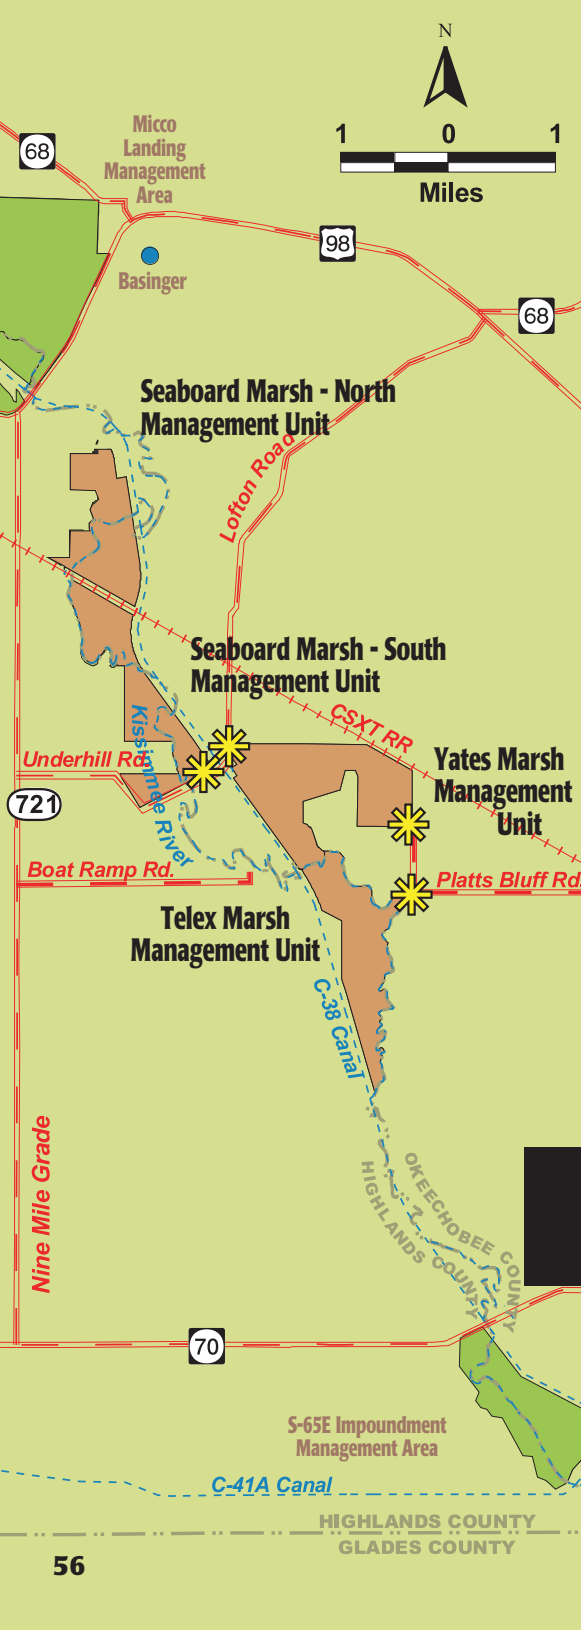 N
1 0 1
Miles
68
Micco
Landing
Management
Area
98
Basinger
68
Seaboard Marsh - North
Management Unit
Lofton Road
Seaboard Marsh - South
Management Unit
CSXT RR
Underhill Rd.
Kissimmee River
721
Yates Marsh
Management
Unit
Boat Ramp Rd.
Platts Bluff Rd.
Telex Marsh
Management Unit
C-38 Canal
Nine Mile Grade
OKEECHOBEE COUNTY
HIGHLANDS COUNTY
70
S-65E Impoundment
Management Area
C-41A Canal
HIGHLANDS COUNTY
GLADES COUNTY
56